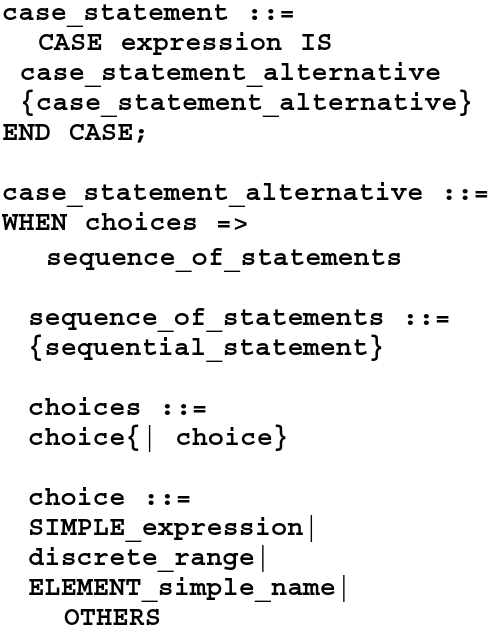 case_statement ::=
CASE expression IS
case_statement_alternative
{case_statement_alternative}
END CASE;
case_statement_alternative ::=
WHEN choices =>
sequence_of_statements
sequence_of_statements ::=
{sequential_statement}
choices ::=
choice{| choice}
choice ::=
SIMPLE_expression|
discrete_range|
ELEMENT_simple_name|
OTHERS